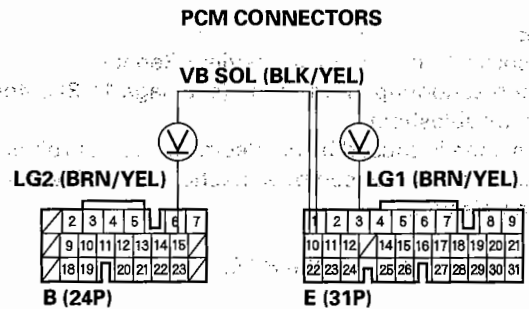 PCM CONNECTORS
VB SOL (BLK/YEL)
V
V
LG2 (BRN/YEL)
LG1 (BRN/YEL)
2 3 4 5 6 7
9 10 11 12 13 14 15
18 19 20 21 22 23
1 2 3 4 5 6 7 8 9
10 11 12 14 15 16 17 18 19 20 21
22 23 24 25 26 27 28 29 30 31
B (24P)
E (31P)